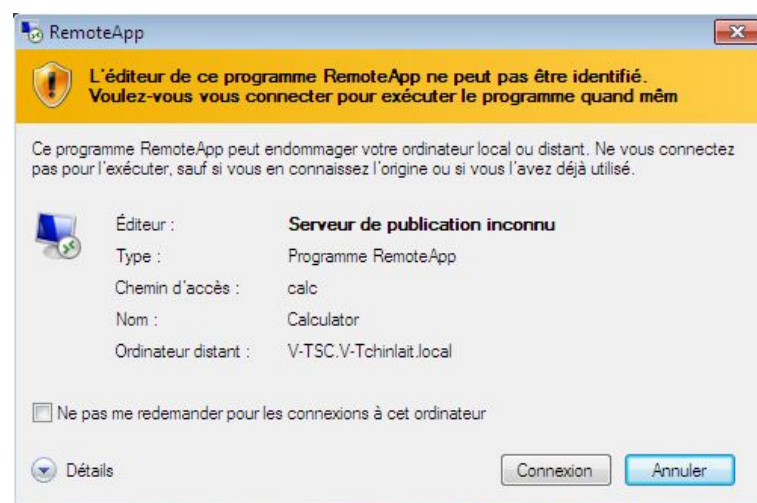 RemoteApp
L'éditeur de ce programme RemoteApp ne peut pas être identifié.
Voulez-vous vous connecter pour exécuter le programme quand mêm
Ce programme RemoteApp peut endommager votre ordinateur local ou distant. Ne vous connectez
pas pour l'exécuter, sauf si vous en connaissez l'origine ou si vous l'avez déjà utilisé.
Éditeur : Serveur de publication inconnu
Type : Programme RemoteApp
Chemin d'accès : calc
Nom : Calculator
Ordinateur distant : V-TSC.V-Tchinlait.local
Ne pas me redemander pour les connexions à cet ordinateur
Détails Connexion Annuler